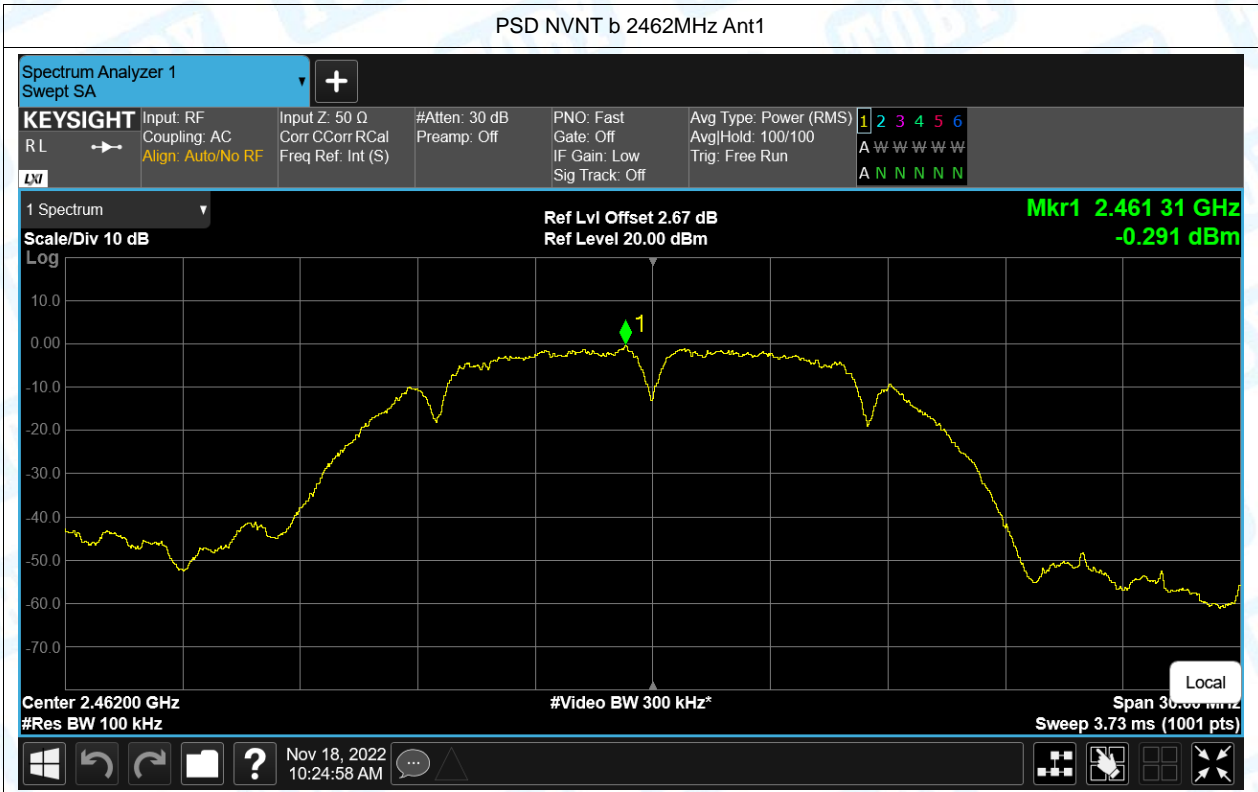 PSD NVNT b 2462MHz Ant1
Spectrum Analyzer 1
Swept SA
KEYSIGHT
R L
LXI
Input: RF
Coupling: AC
Align: Auto/No RF
Input Z: 50 Ω
Corr CCorr RCal
Freq Ref: Int (S)
#Atten: 30 dB
Preamp: Off
PNO: Fast
Gate: Off
IF Gain: Low
Sig Track: Off
Avg Type: Power (RMS)
Avg|Hold: 100/100
Trig: Free Run
1 2 3 4 5 6
A W W W W W
A N N N N N
1 Spectrum
Scale/Div 10 dB
Log
Ref Lvl Offset 2.67 dB
Ref Level 20.00 dBm
Mkr1 2.461 31 GHz
-0.291 dBm
10.0
0.00
-10.0
-20.0
-30.0
-40.0
-50.0
-60.0
-70.0
1
Local
Center 2.46200 GHz
#Res BW 100 kHz
#Video BW 300 kHz*
Span 30.00 MHz
Sweep 3.73 ms (1001 pts)
?
Nov 18, 2022
10:24:58 AM